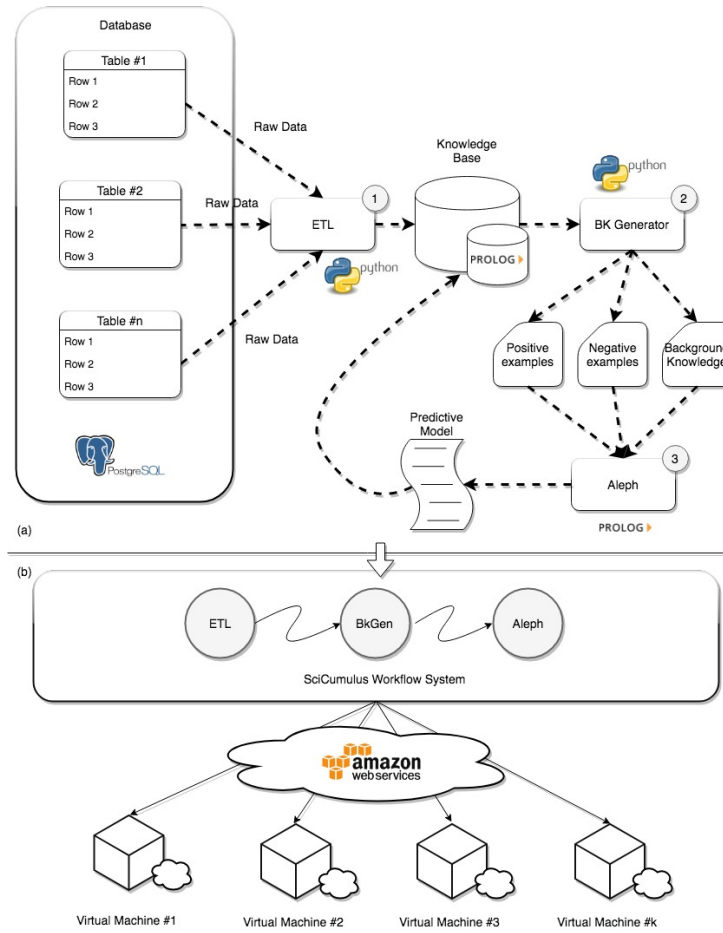 Database
Table #1
Row 1
Row 2
Row 3
Raw Data
Table #2
Row 1
Row 2
Row 3
Raw Data
Table #n
Row 1
Row 2
Row 3
Raw Data
PostgreSQL
ETL
1
python
Knowledge
Base
PROLOG
python
BK Generator
2
Positive
examples
Negative
examples
Background
Knowledge
Predictive
Model
Aleph
3
PROLOG
(a)
(b)
ETL
BkGen
Aleph
SciCumulus Workflow System
amazon
web services
Virtual Machine #1
Virtual Machine #2
Virtual Machine #3
Virtual Machine #k